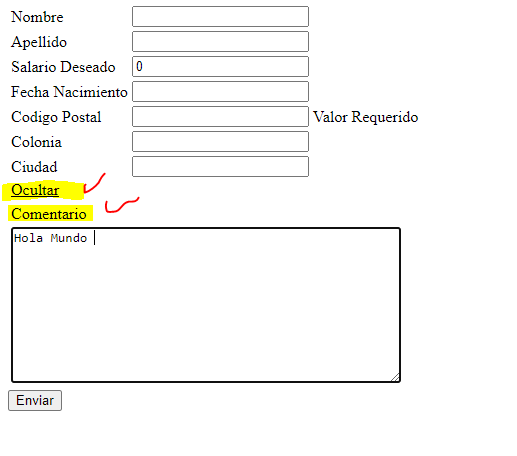 Nombre
Apellido
Salario Deseado 0
Fecha Nacimiento
Codigo Postal Valor Requerido
Colonia
Ciudad
Ocultar
Comentario
Hola Mundo
Enviar